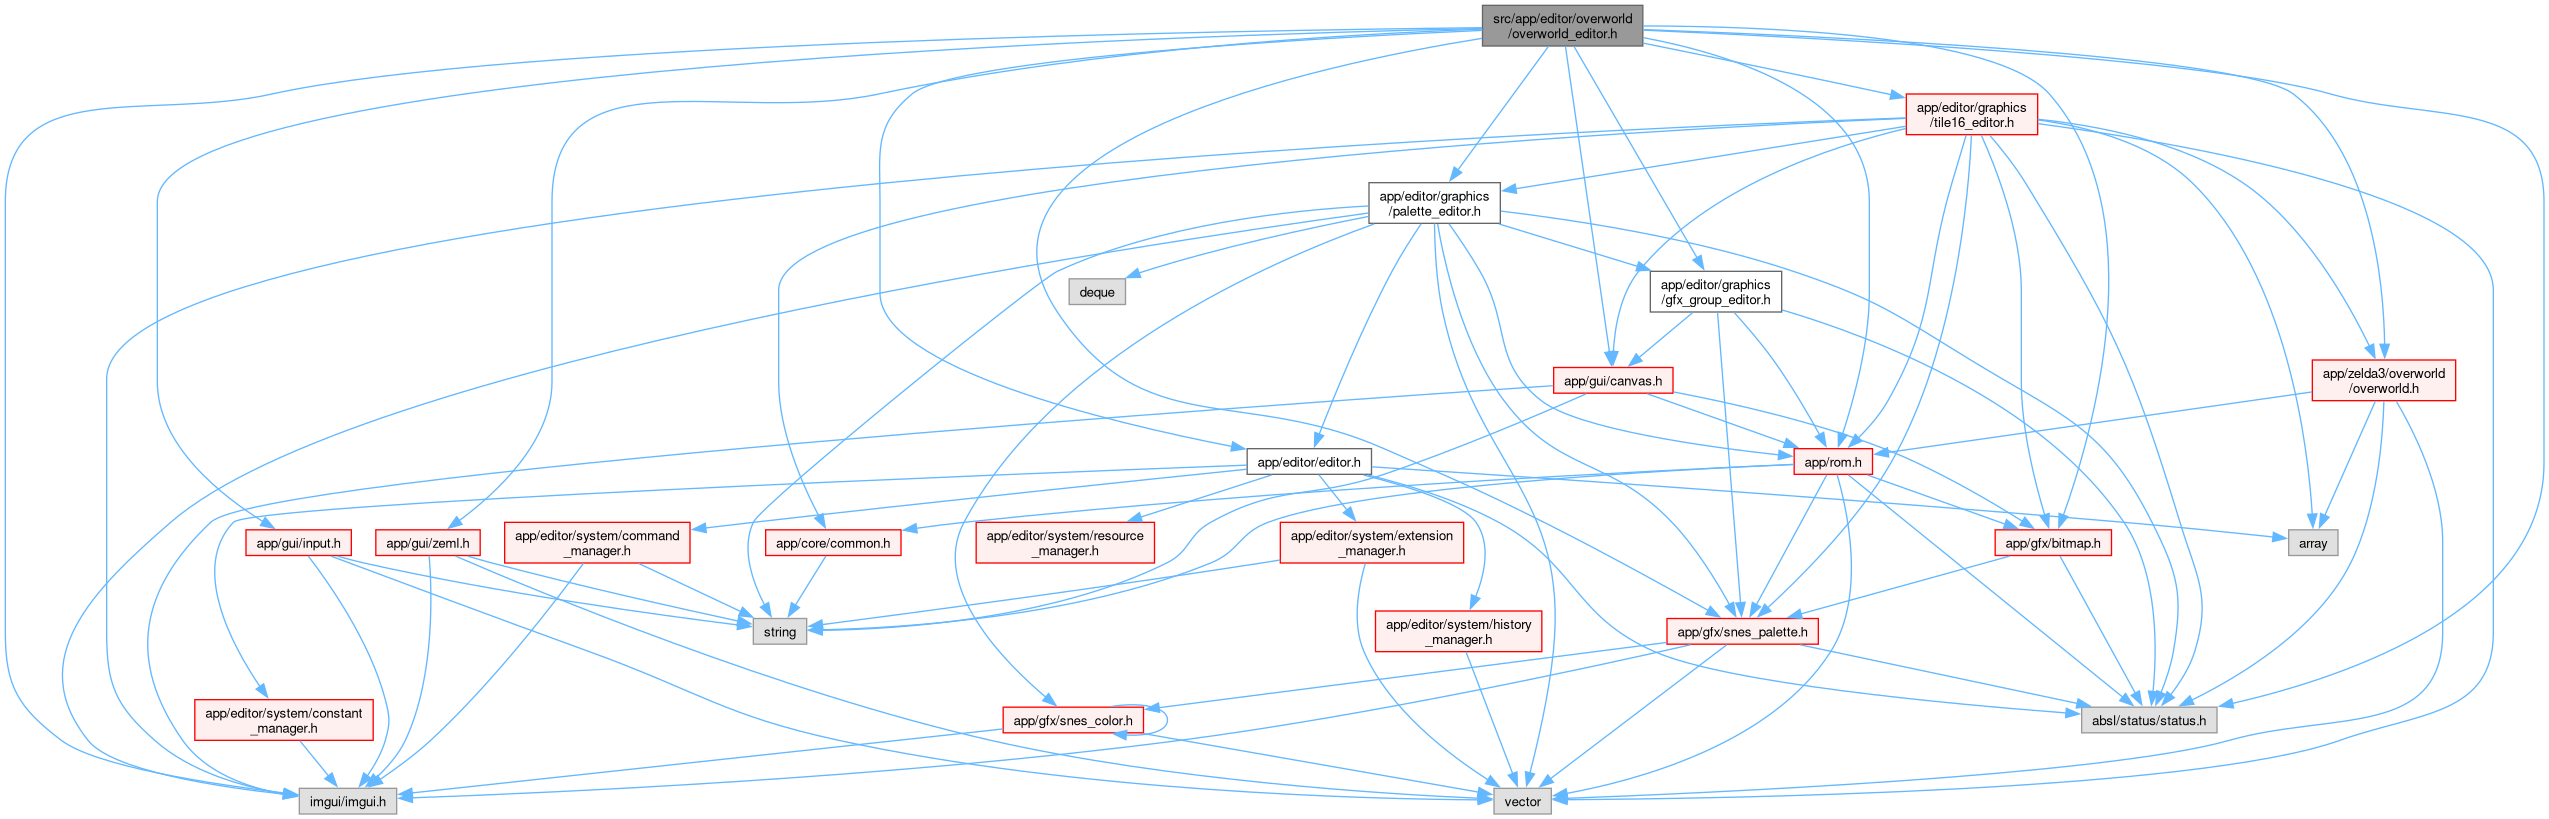 src/app/editor/overworld
/overworld_editor.h
app/editor/graphics
/tile16_editor.h
app/editor/graphics
/palette_editor.h
deque
app/editor/graphics
/gfx_group_editor.h
app/gui/canvas.h
app/zelda3/overworld
/overworld.h
app/editor/editor.h
app/rom.h
app/gui/input.h
app/gui/zeml.h
app/editor/system/command
_manager.h
app/core/common.h
app/editor/system/resource
_manager.h
app/editor/system/extension
_manager.h
app/gfx/bitmap.h
array
string
app/editor/system/history
_manager.h
app/gfx/snes_palette.h
app/editor/system/constant
_manager.h
app/gfx/snes_color.h
absl/status/status.h
imgui/imgui.h
vector